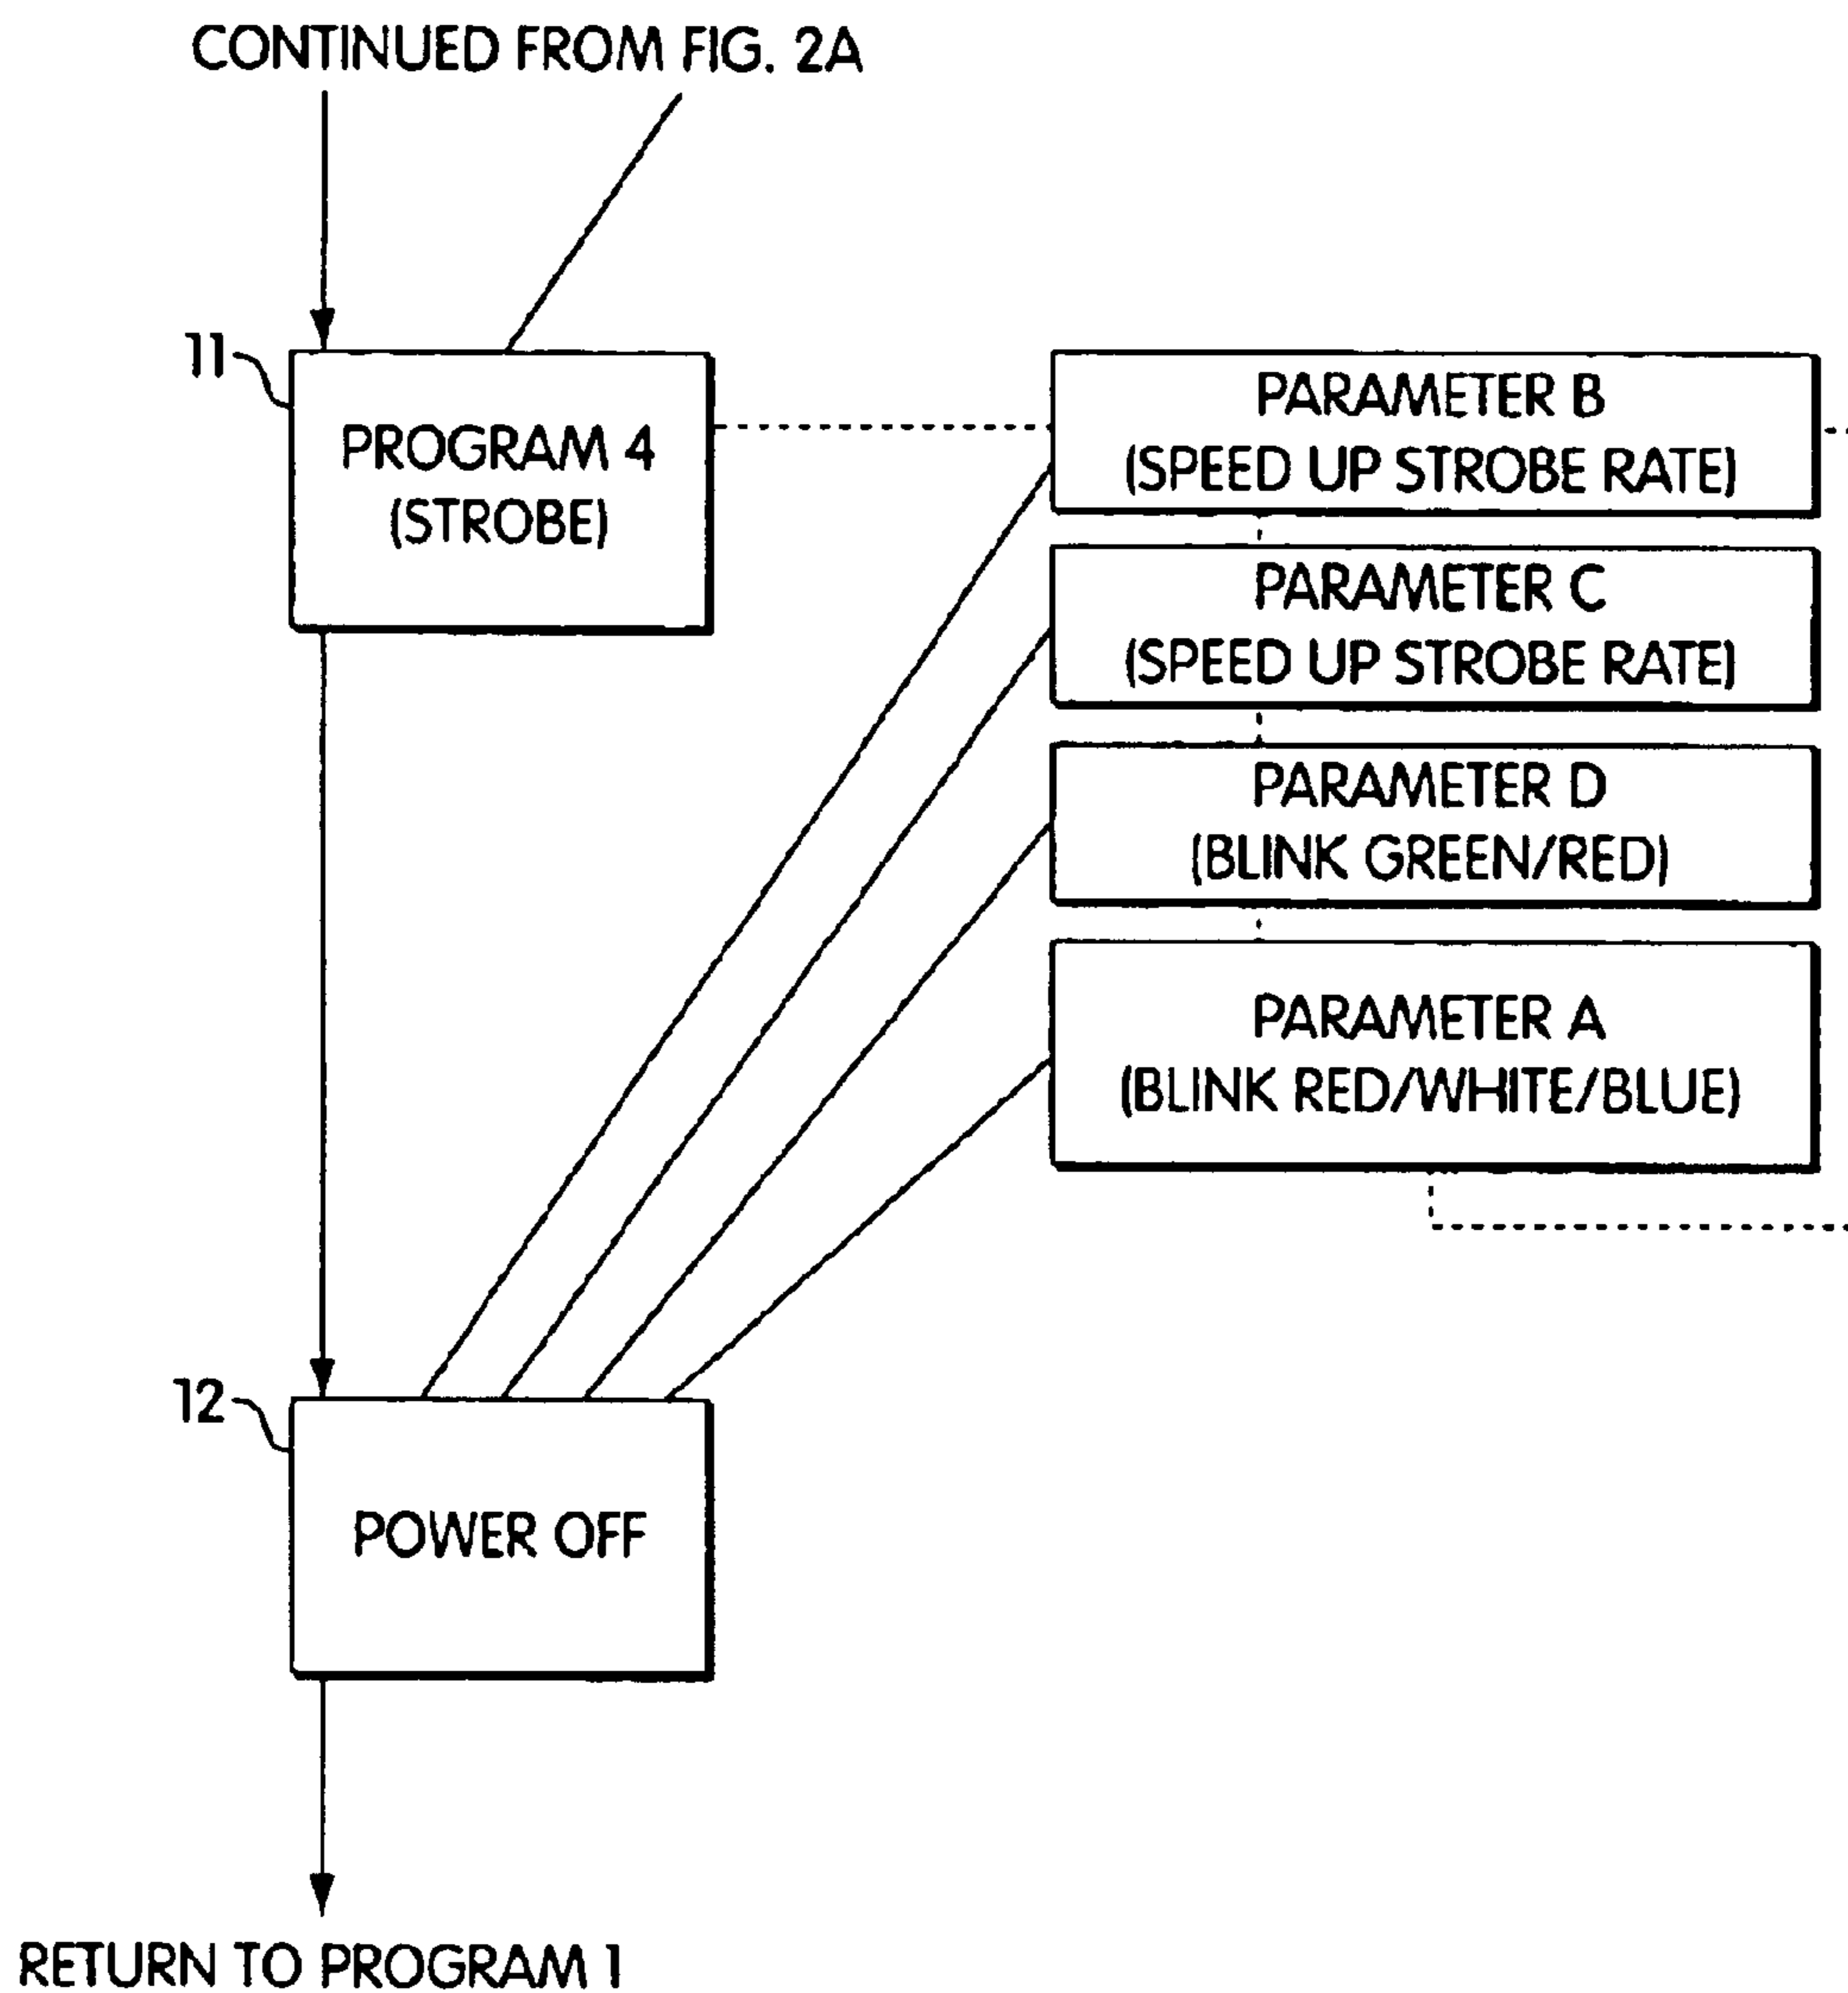 CONTINUED FROM FIG. 2A
11
PROGRAM 4
(STROBE)
PARAMETER B
(SPEED UP STROBE RATE)
PARAMETER C
(SPEED UP STROBE RATE)
PARAMETER D
(BLINK GREEN/RED)
PARAMETER A
(BLINK RED/WHITE/BLUE)
12
POWER OFF
RETURN TO PROGRAM 1